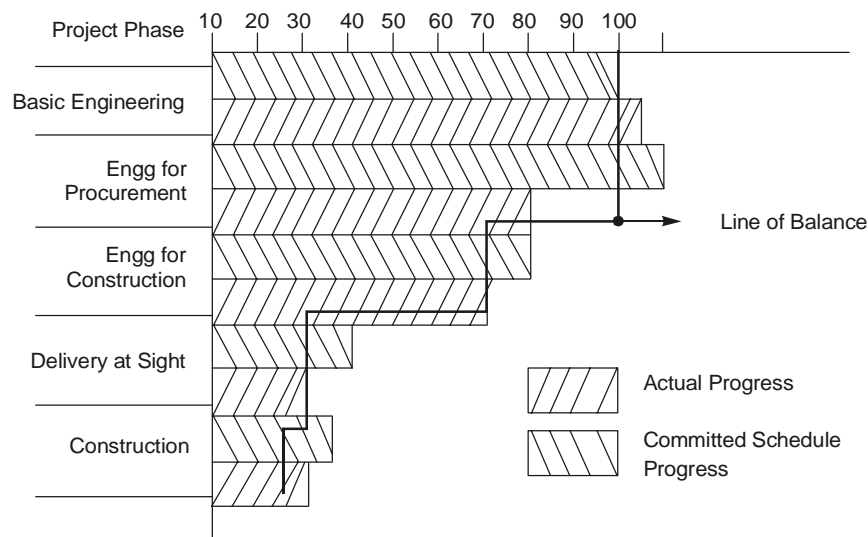 Project Phase 10 20 30 40 50 60 70 80 90 100
Basic Engineering
Engg for
Procurement
Line of Balance
Engg for
Construction
Delivery at Sight
Actual Progress
Construction
Committed Schedule
Progress